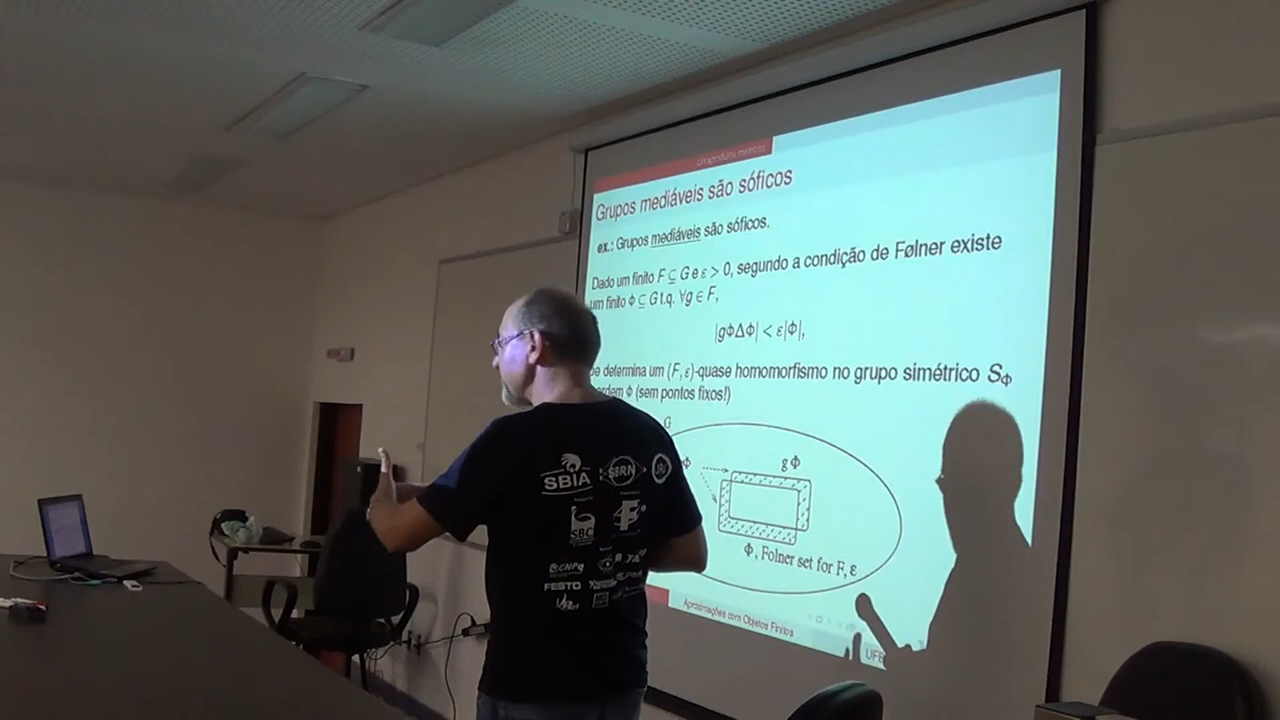 Ultraprodutos métricos
Grupos mediáveis são sóficos
ex.: Grupos mediáveis são sóficos.
Dado um finito F ⊆ G e ε > 0, segundo a condição de Følner existe
um finito Φ ⊆ G t.q. ∀g ∈ F,
|gΦΔΦ| < ε|Φ|,
determina um (F, ε)-quase homomorfismo no grupo simétrico S_Φ
Φ (sem pontos fixos!)
G
Φ
g Φ
Φ, Folner set for F, ε
Aproximações com Objetos Finitos
SBIA
SBRN
JRI
SBC
F
CNPq
FESTO